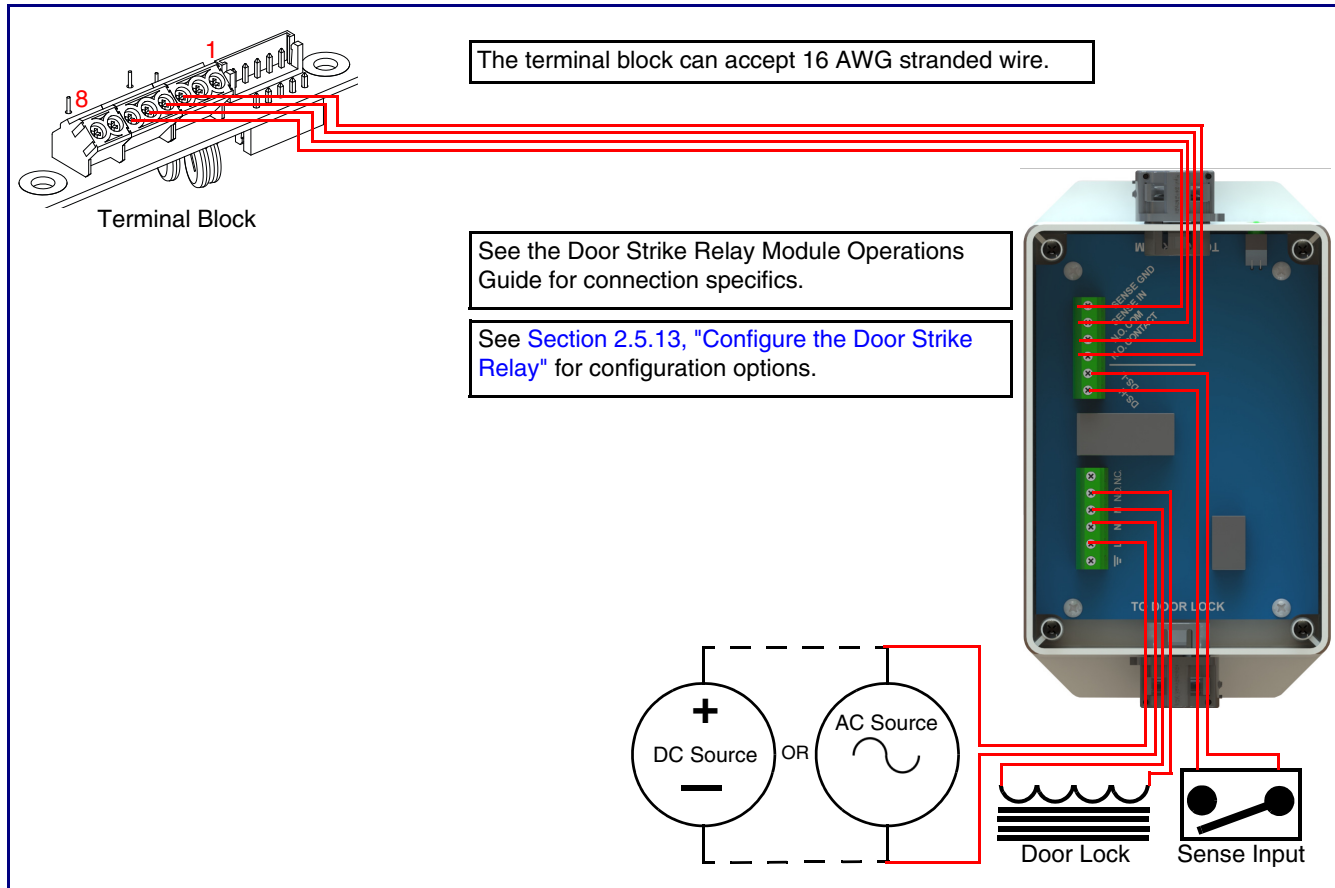 1
8
Terminal Block
The terminal block can accept 16 AWG stranded wire.
See the Door Strike Relay Module Operations
Guide for connection specifics.
See Section 2.5.13, "Configure the Door Strike
Relay" for configuration options.
SENSE GND
SENSE IN
N.O. COM
N.O. CONTACT
DS-1
N.C.
N.O.
N
L
TO DOOR LOCK
+
DC Source
OR
AC Source
Door Lock
Sense Input